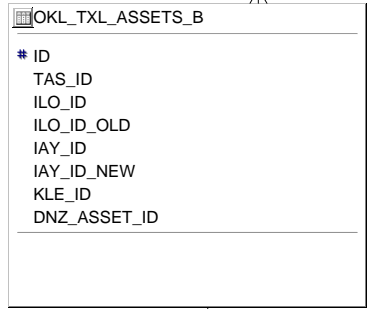 OKL_TXL_ASSETS_B
# ID
TAS_ID
ILO_ID
ILO_ID_OLD
IAY_ID
IAY_ID_NEW
KLE_ID
DNZ_ASSET_ID